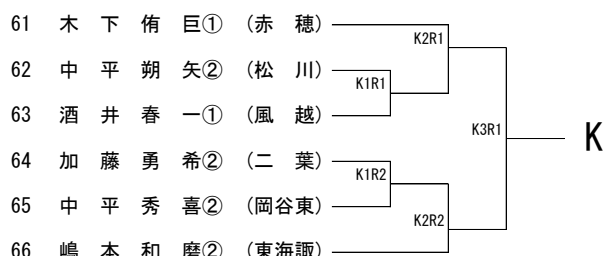 61 木下侑巨① (赤穂)
K2R1
62 中平朔矢② (松川)
K1R1
63 酒井春一① (風越)
K3R1
K
64 加藤勇希② (二葉)
K1R2
65 中平秀喜② (岡谷東)
K2R2
66 嶋本和磨② (東海諏)